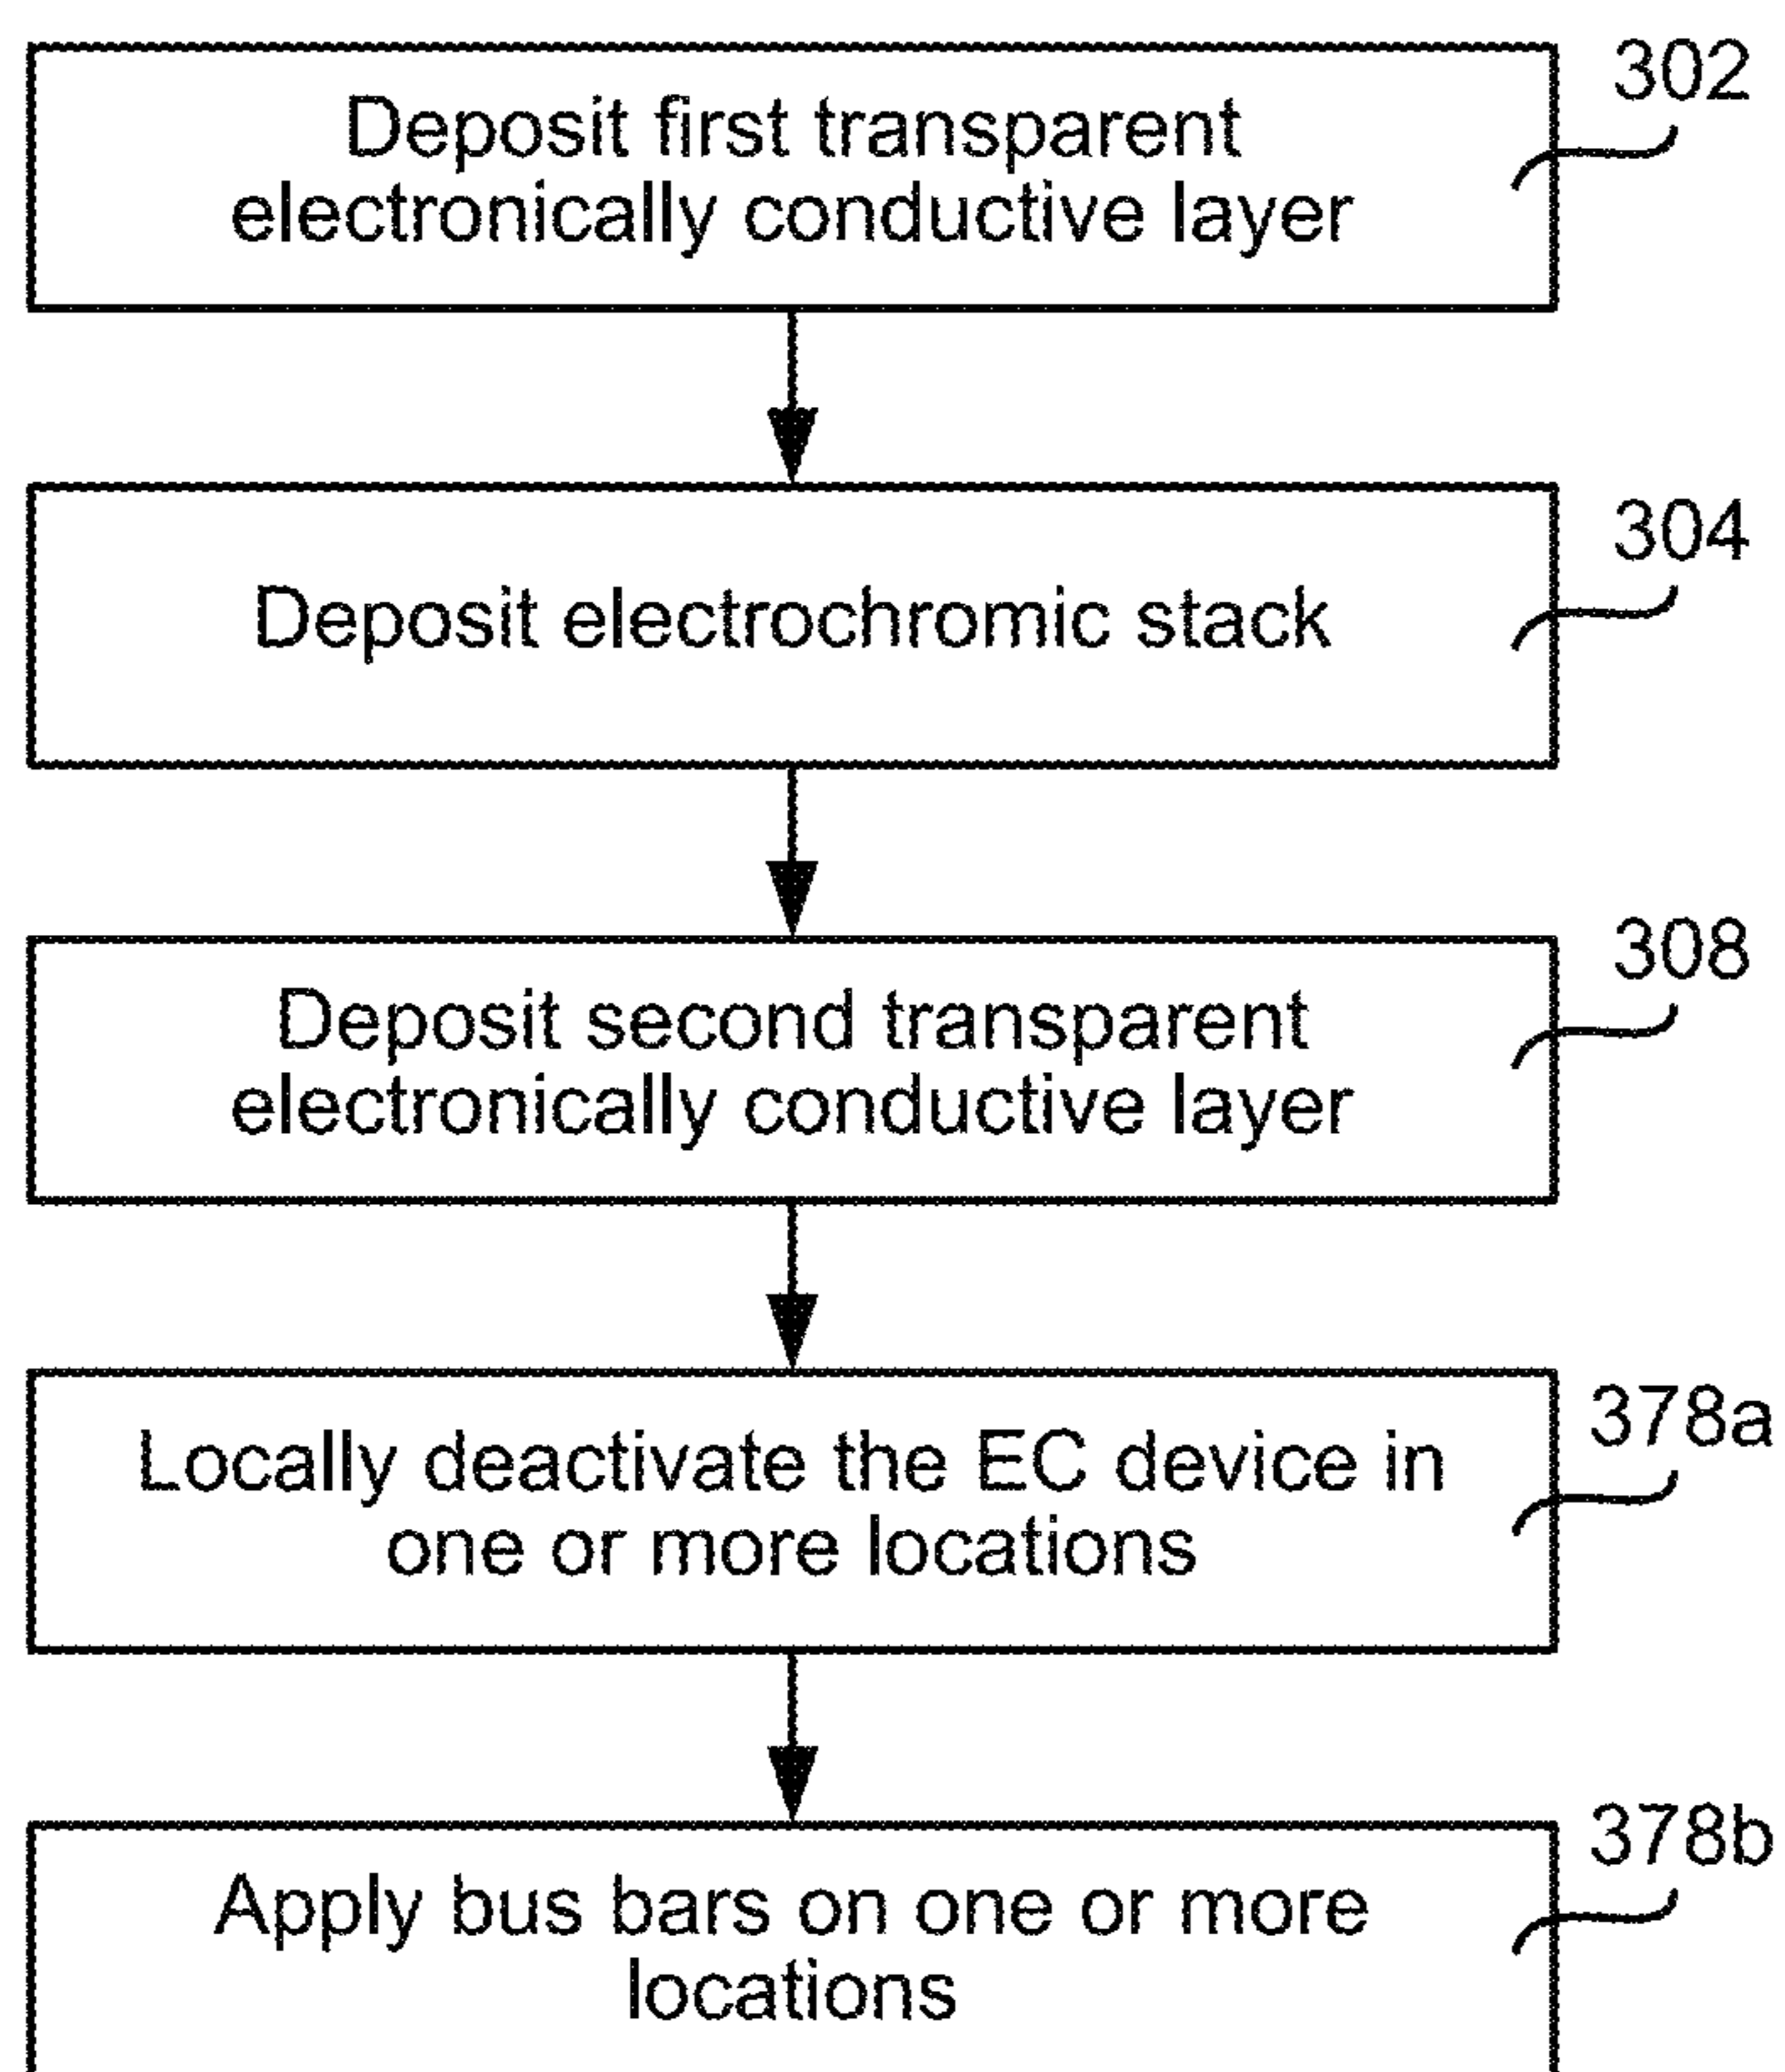 302
Deposit first transparent
electronically conductive layer
304
Deposit electrochromic stack
308
Deposit second transparent
electronically conductive layer
378a
Locally deactivate the EC device in
one or more locations
378b
Apply bus bars on one or more
locations